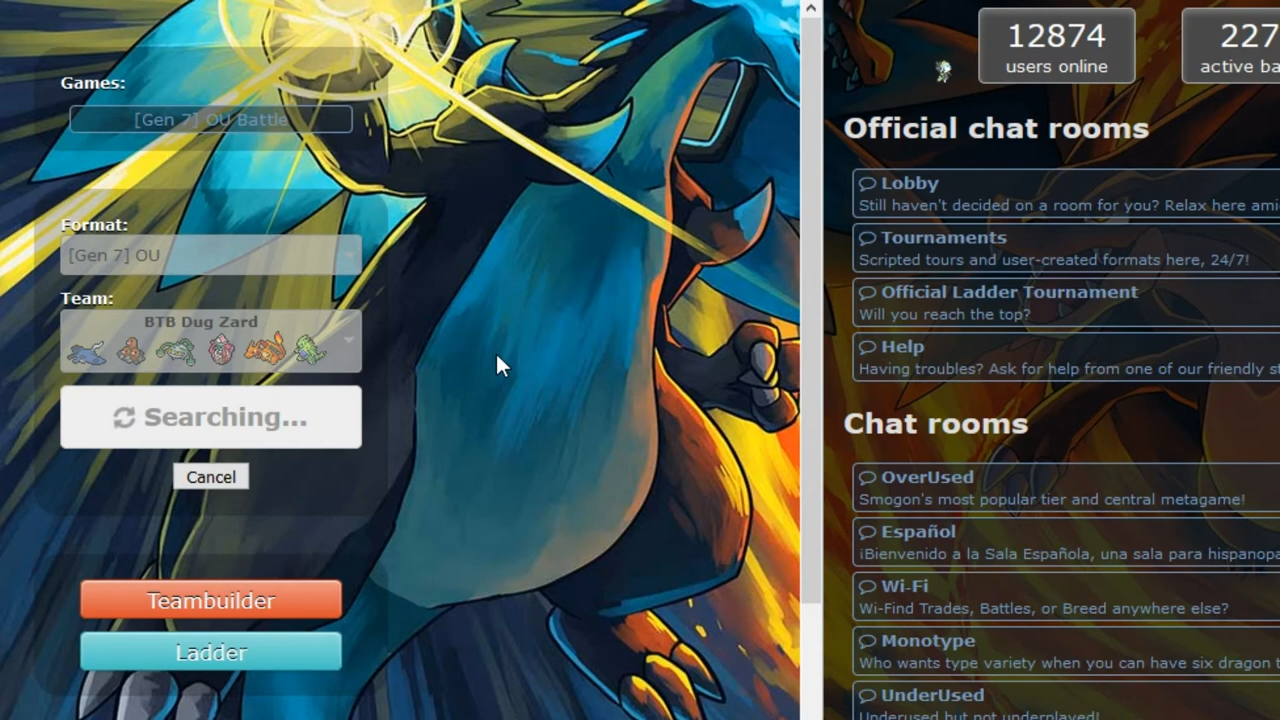 Games:
[Gen 7] OU Battle
Format:
[Gen 7] OU
Team:
BTB Dug Zard
Searching...
Cancel
Teambuilder
Ladder
12874
users online
227
active ba
Official chat rooms
Lobby
Still haven't decided on a room for you? Relax here ami
Tournaments
Scripted tours and user-created formats here, 24/7!
Official Ladder Tournament
Will you reach the top?
Help
Having troubles? Ask for help from one of our friendly st
Chat rooms
OverUsed
Smogon's most popular tier and central metagame!
Español
¡Bienvenido a la Sala Española, una sala para hispanopa
Wi-Fi
Wi-Find Trades, Battles, or Breed anywhere else?
Monotype
Who wants type variety when you can have six dragon t
UnderUsed
Underused but not underplayed!